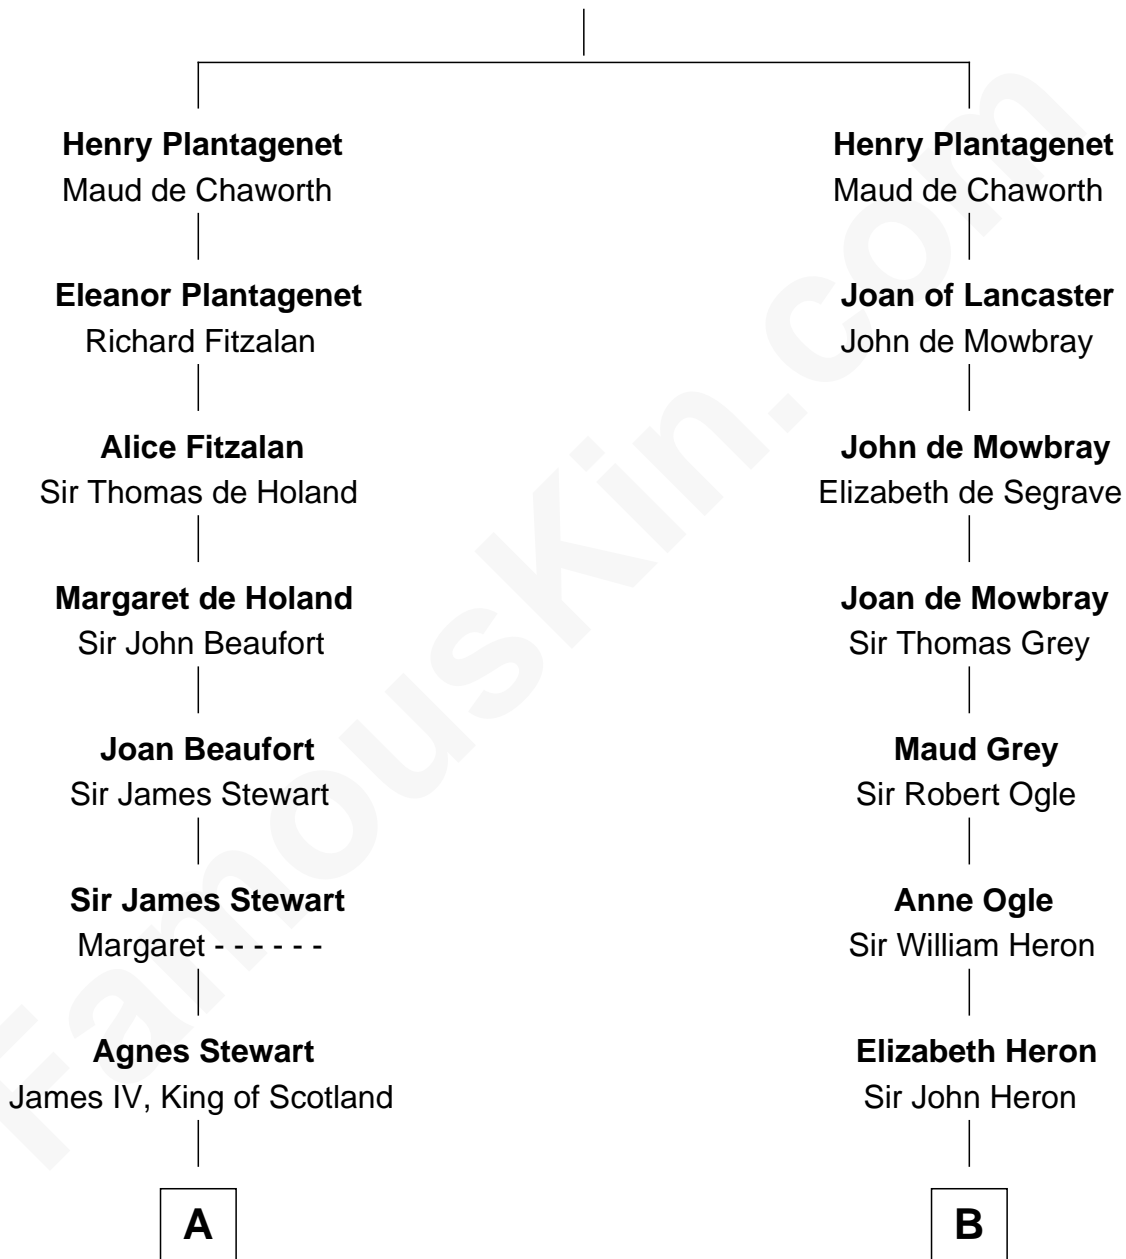 Henry Plantagenet
Maud de Chaworth
Eleanor Plantagenet
Richard Fitzalan
Alice Fitzalan
Sir Thomas de Holand
Margaret de Holand
Sir John Beaufort
Joan Beaufort
Sir James Stewart
Sir James Stewart
Margaret - - - - - -
Agnes Stewart
James IV, King of Scotland
A
Henry Plantagenet
Maud de Chaworth
Joan of Lancaster
John de Mowbray
John de Mowbray
Elizabeth de Segrave
Joan de Mowbray
Sir Thomas Grey
Maud Grey
Sir Robert Ogle
Anne Ogle
Sir William Heron
Elizabeth Heron
Sir John Heron
B
FamousKin.com